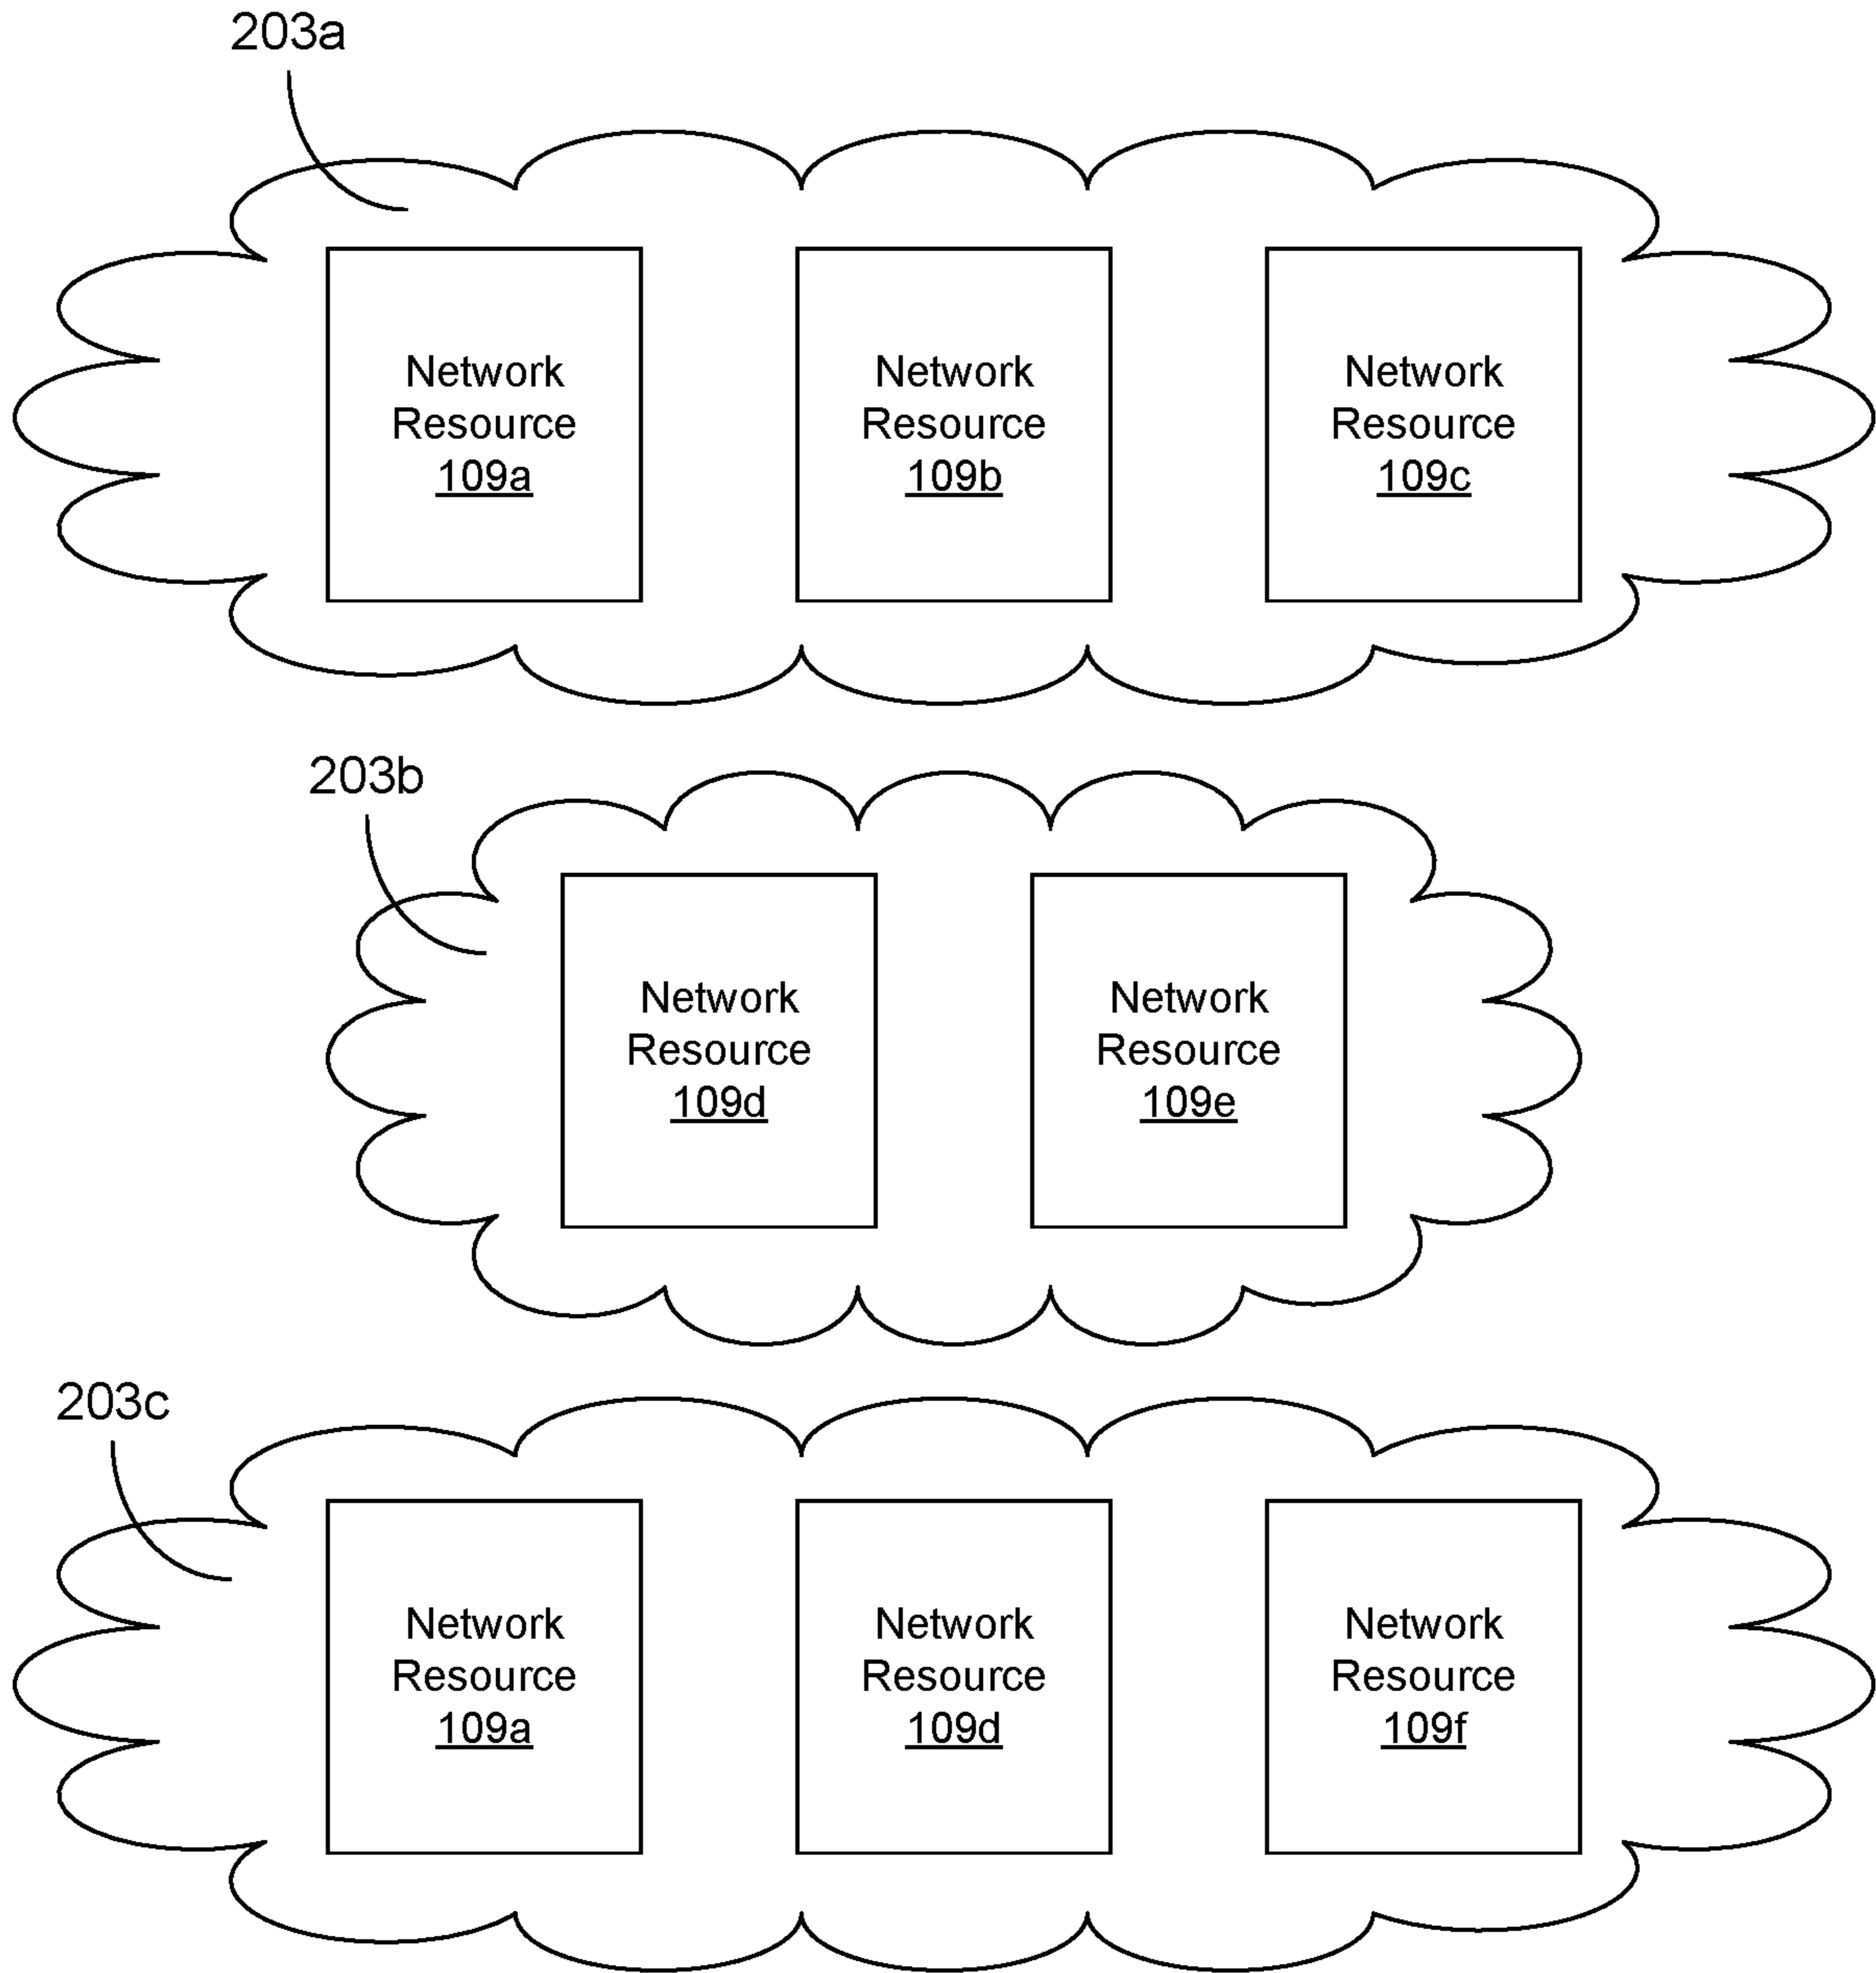 203a
Network
Resource
109a
Network
Resource
109b
Network
Resource
109c
203b
Network
Resource
109d
Network
Resource
109e
203c
Network
Resource
109a
Network
Resource
109d
Network
Resource
109f